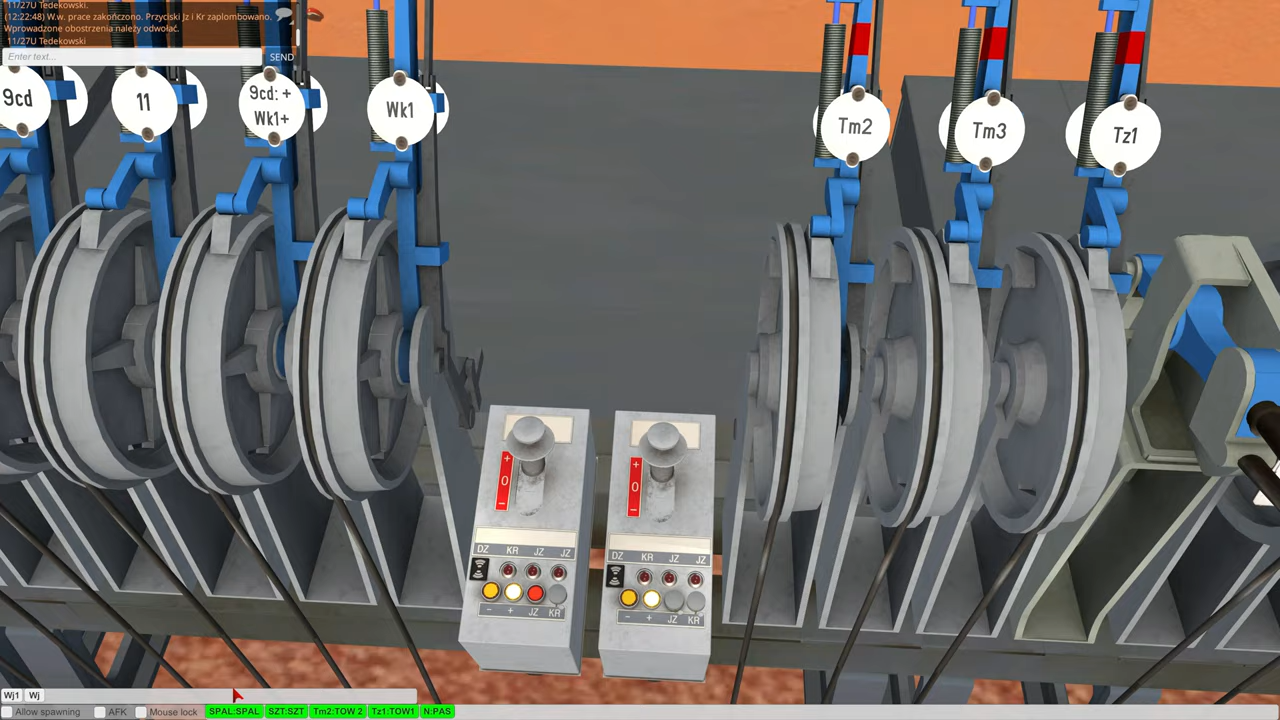 11/27U Tedekowski
(12:22:48) W.w. prace zakończono. Przyciski Jz i Kr zaplombowano.
Wprowadzone obostrzenia należy odwołać.
11/27U Tedekowski
Enter text...
SEND
9cd
11
9cd: +
Wk1+
Wk1
Tm2
Tm3
Tz1
+
0
−
+
0
−
DZ KR JZ JZ
− + JZ KR
DZ KR JZ JZ
− + JZ KR
Wj1 Wj
Allow spawning AFK Mouse lock SPAL:SPAL SZT:SZT Tm2:TOW 2 Tz1:TOW1 N:PAS